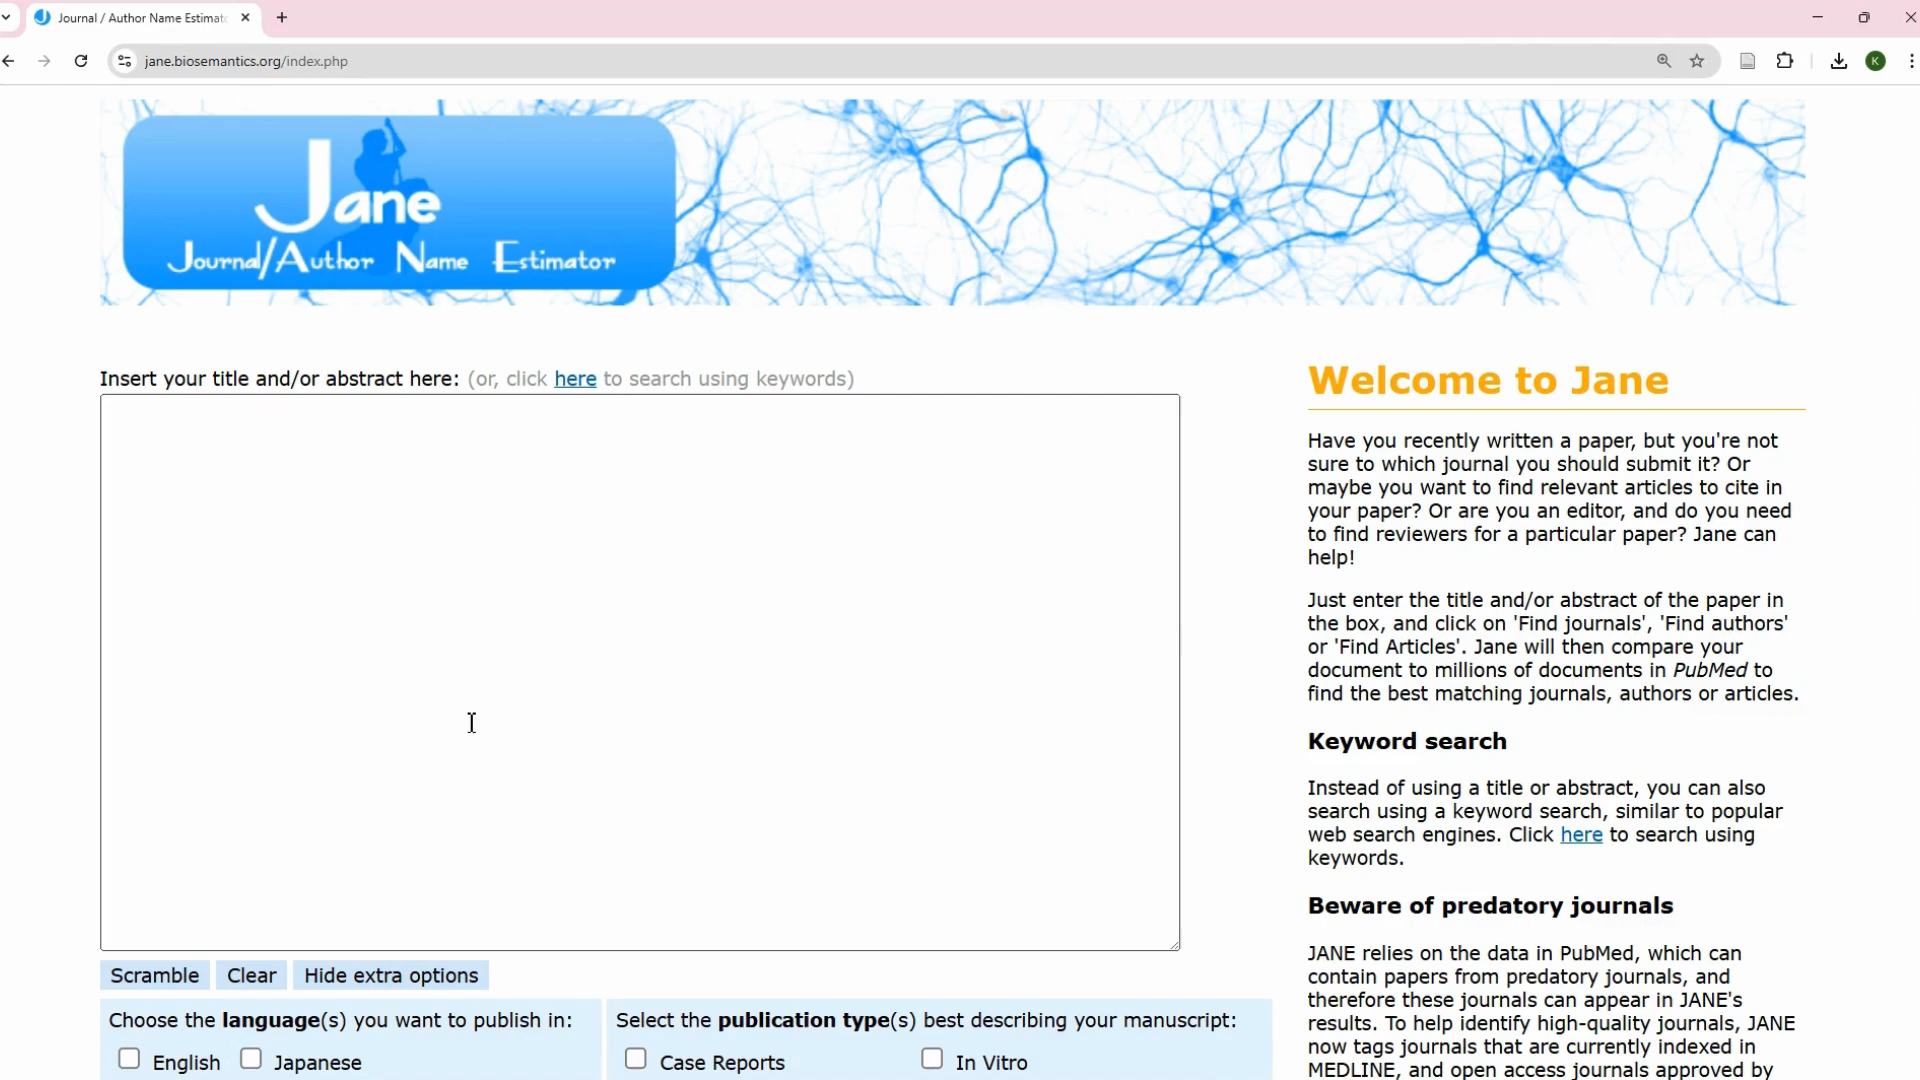 Journal / Author Name Estimat
jane.biosemantics.org/index.php
K
Jane
Journal/Author Name Estimator
Insert your title and/or abstract here: (or, click here to search using keywords)
Scramble
Clear
Hide extra options
Choose the language(s) you want to publish in:
English
Japanese
Select the publication type(s) best describing your manuscript:
Case Reports
In Vitro
Welcome to Jane
Have you recently written a paper, but you're not
sure to which journal you should submit it? Or
maybe you want to find relevant articles to cite in
your paper? Or are you an editor, and do you need
to find reviewers for a particular paper? Jane can
help!
Just enter the title and/or abstract of the paper in
the box, and click on 'Find journals', 'Find authors'
or 'Find Articles'. Jane will then compare your
document to millions of documents in PubMed to
find the best matching journals, authors or articles.
Keyword search
Instead of using a title or abstract, you can also
search using a keyword search, similar to popular
web search engines. Click here to search using
keywords.
Beware of predatory journals
JANE relies on the data in PubMed, which can
contain papers from predatory journals, and
therefore these journals can appear in JANE's
results. To help identify high-quality journals, JANE
now tags journals that are currently indexed in
MEDLINE, and open access journals approved by